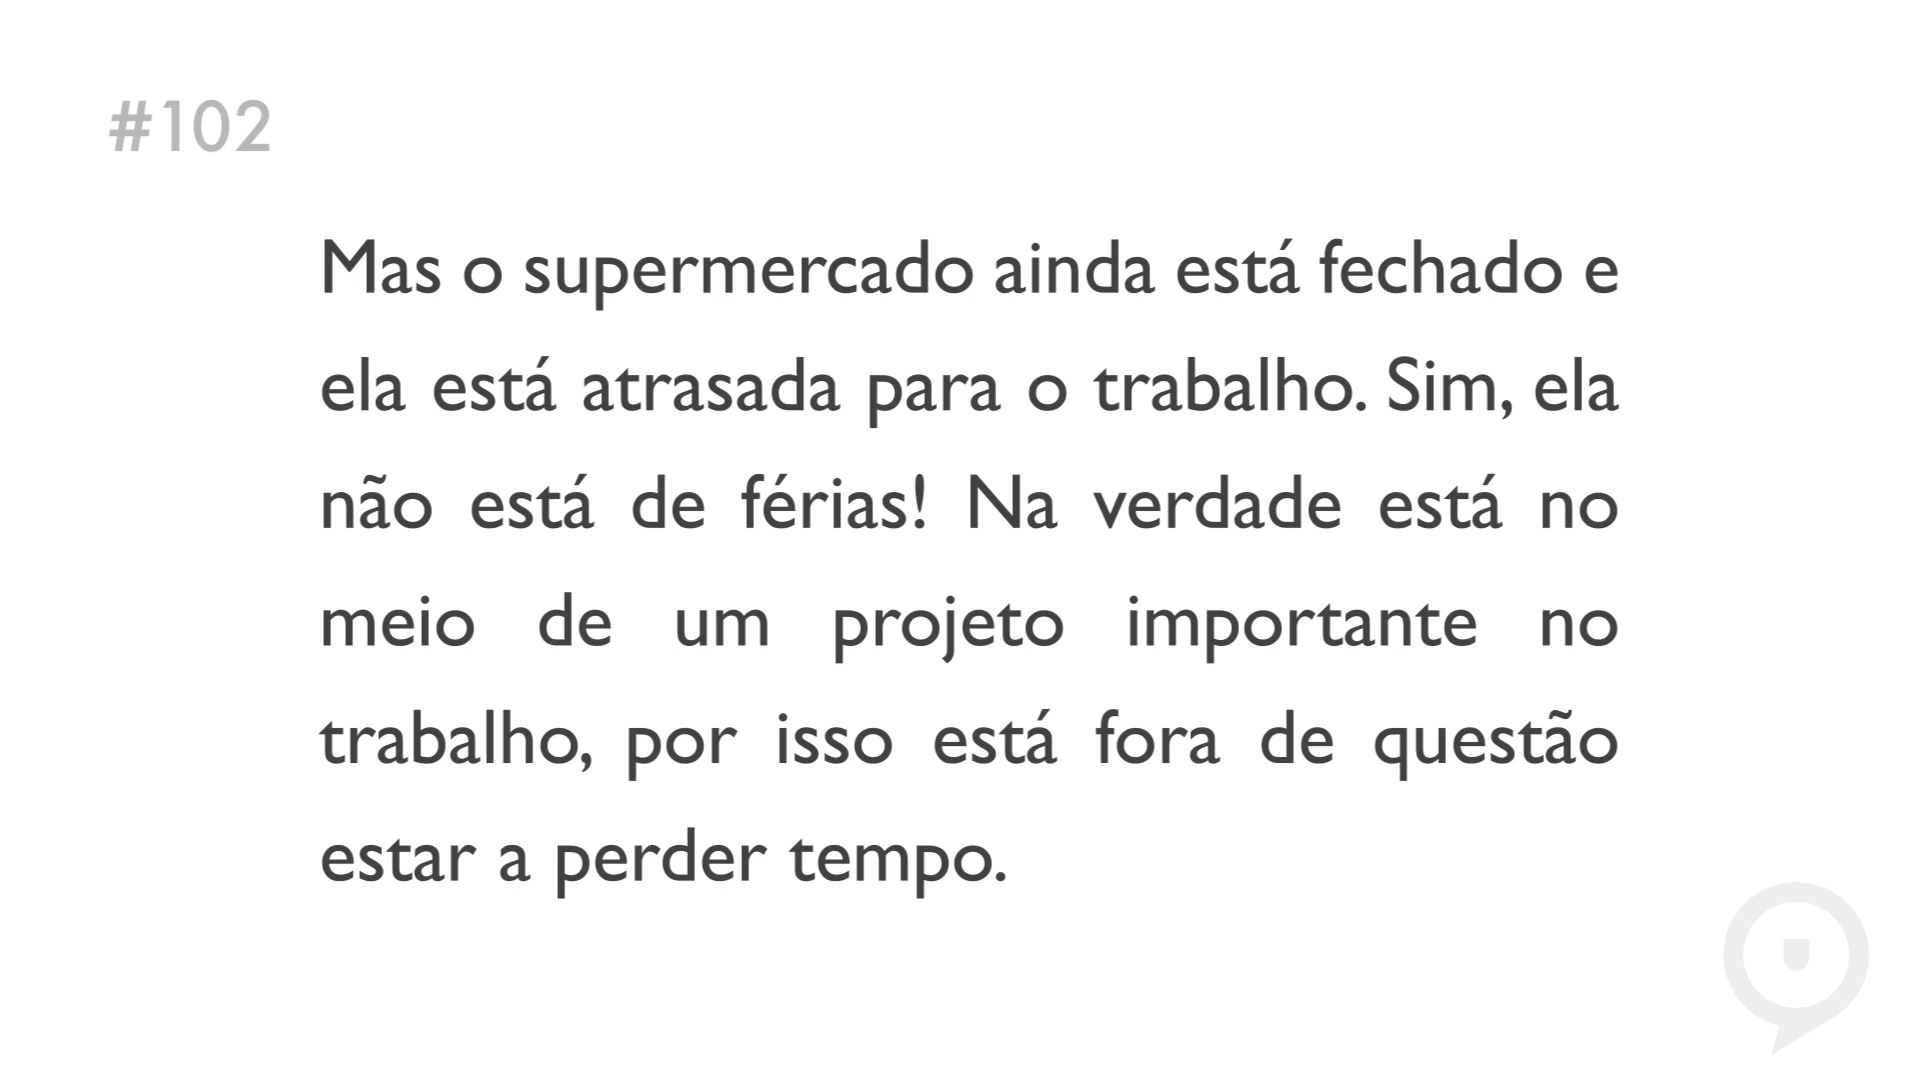 #102
Mas o supermercado ainda está fechado e
ela está atrasada para o trabalho. Sim, ela
não está de férias! Na verdade está no
meio de um projeto importante no
trabalho, por isso está fora de questão
estar a perder tempo.